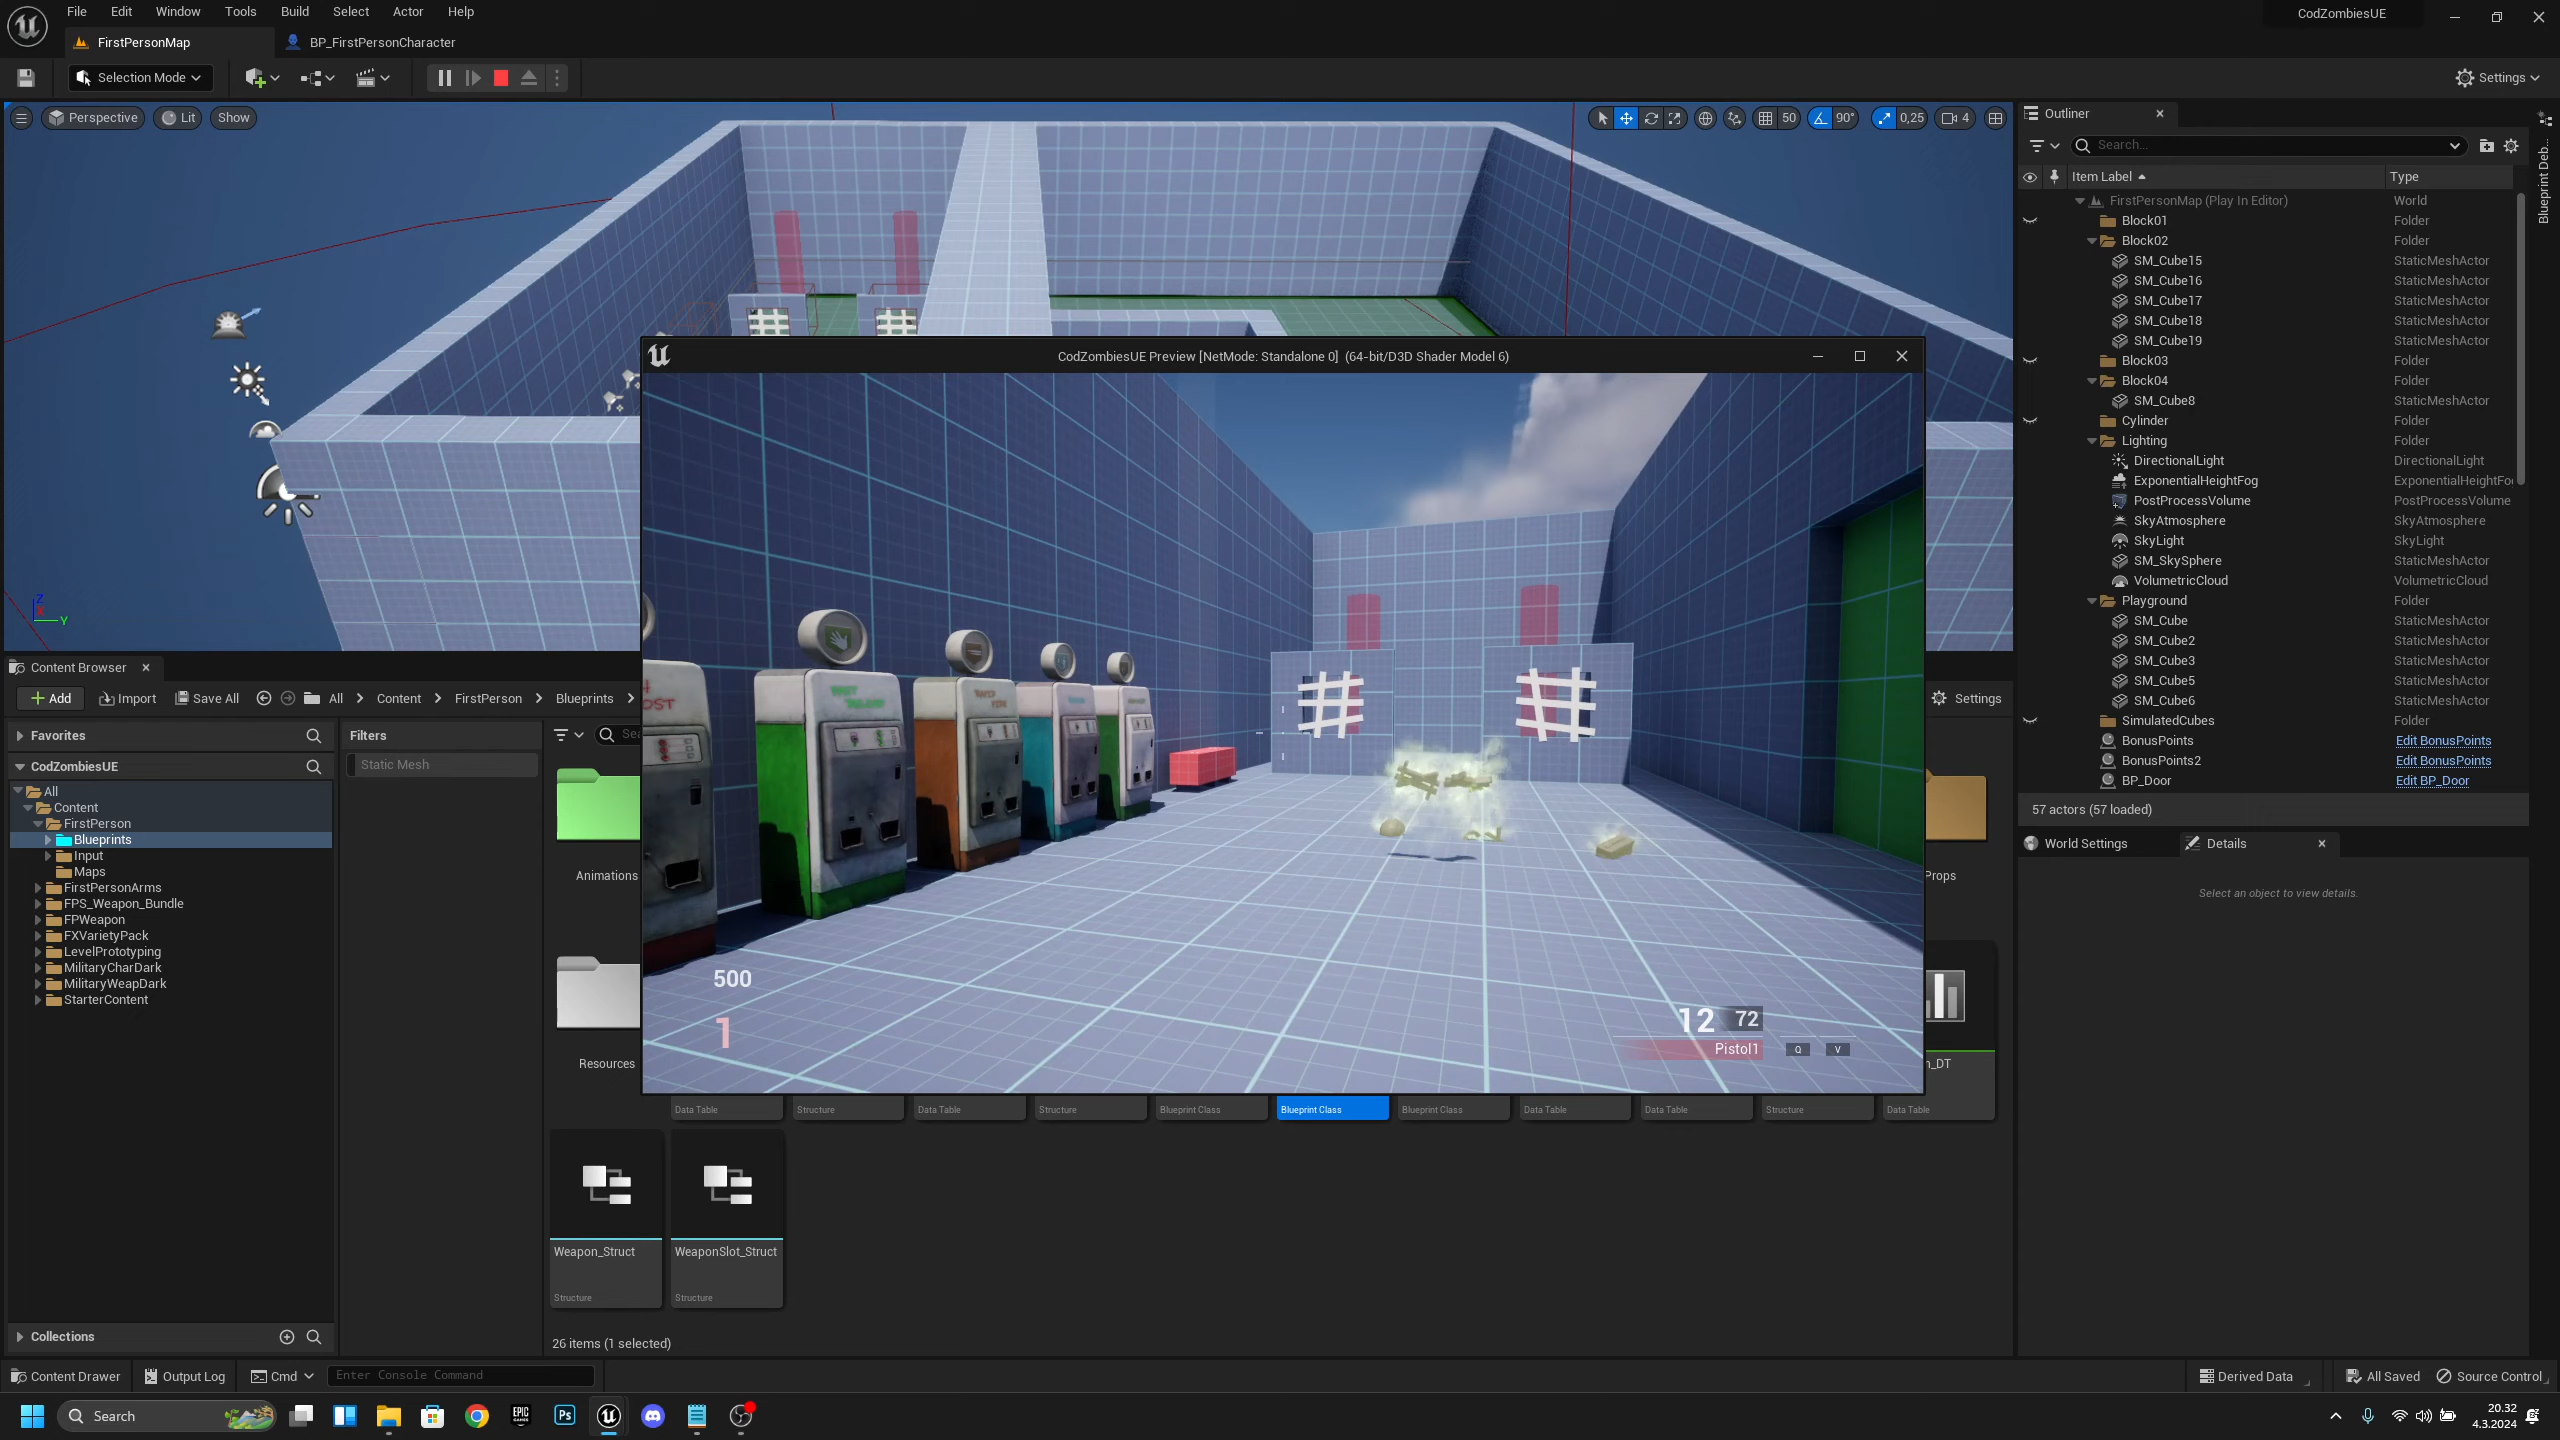 File Edit Window Tools Build Select Actor Help
CodZombiesUE
FirstPersonMap
BP_FirstPersonCharacter
Selection Mode
Settings
Perspective
Lit
Show
50
90°
0,25
4
Outliner
Search...
Item Label
Type
FirstPersonMap (Play In Editor) World
Block01 Folder
Block02 Folder
SM_Cube15 StaticMeshActor
SM_Cube16 StaticMeshActor
SM_Cube17 StaticMeshActor
SM_Cube18 StaticMeshActor
SM_Cube19 StaticMeshActor
Block03 Folder
Block04 Folder
SM_Cube8 StaticMeshActor
Cylinder Folder
Lighting Folder
DirectionalLight DirectionalLight
ExponentialHeightFog ExponentialHeightFo
PostProcessVolume PostProcessVolume
SkyAtmosphere SkyAtmosphere
SkyLight SkyLight
SM_SkySphere StaticMeshActor
VolumetricCloud VolumetricCloud
Playground Folder
SM_Cube StaticMeshActor
SM_Cube2 StaticMeshActor
SM_Cube3 StaticMeshActor
SM_Cube5 StaticMeshActor
SM_Cube6 StaticMeshActor
SimulatedCubes Folder
BonusPoints Edit BonusPoints
BonusPoints2 Edit BonusPoints
BP_Door Edit BP_Door
57 actors (57 loaded)
World Settings
Details
Select an object to view details.
Blueprint Deb...
Z
Y
CodZombiesUE Preview [NetMode: Standalone 0] (64-bit/D3D Shader Model 6)
500
1
12 72
Pistol1
Q
V
Content Browser
Add
Import
Save All
All
Content
FirstPerson
Blueprints
Settings
Favorites
Filters
Static Mesh
CodZombiesUE
All
Content
FirstPerson
Blueprints
Input
Maps
FirstPersonArms
FPS_Weapon_Bundle
FPWeapon
FXVarietyPack
LevelPrototyping
MilitaryCharDark
MilitaryWeapDark
StarterContent
Animations
Props
Resources
n_DT
Data Table
Structure
Data Table
Structure
Blueprint Class
Blueprint Class
Blueprint Class
Data Table
Data Table
Structure
Data Table
Weapon_Struct
Structure
WeaponSlot_Struct
Structure
Collections
26 items (1 selected)
Content Drawer
Output Log
Cmd
Enter Console Command
Derived Data
All Saved
Source Control
Search
EPIC
GAMES
Ps
20.32
4.3.2024